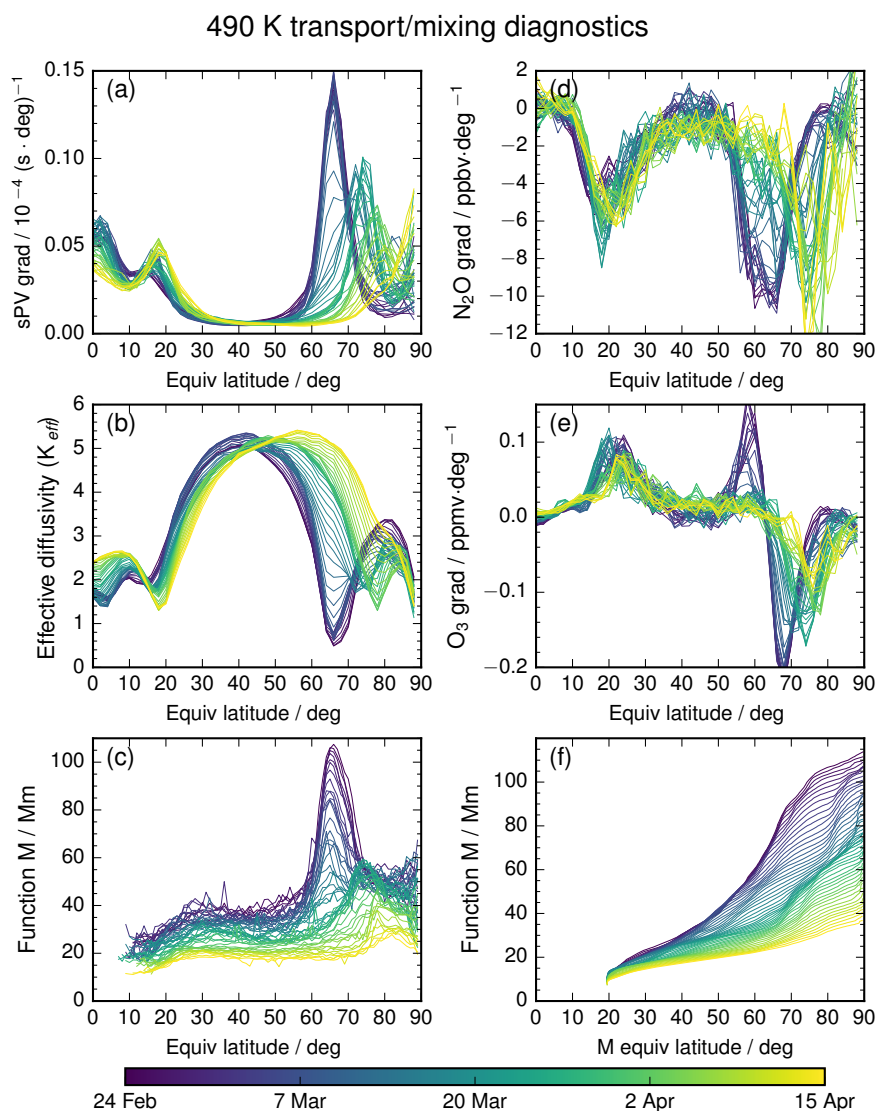 490 K transport/mixing diagnostics
(a)
0.15
0.10
0.05
0.00
sPV grad / 10⁻⁴ (s · deg)⁻¹
0 10 20 30 40 50 60 70 80 90
Equiv latitude / deg
(d)
2
0
−2
−4
−6
−8
−10
−12
N₂O grad / ppbv·deg⁻¹
0 10 20 30 40 50 60 70 80 90
Equiv latitude / deg
(b)
6
5
4
3
2
1
0
Effective diffusivity (K_eff)
0 10 20 30 40 50 60 70 80 90
Equiv latitude / deg
(e)
0.1
0.0
−0.1
−0.2
O₃ grad / ppmv·deg⁻¹
0 10 20 30 40 50 60 70 80 90
Equiv latitude / deg
(c)
100
80
60
40
20
0
Function M / Mm
0 10 20 30 40 50 60 70 80 90
Equiv latitude / deg
(f)
100
80
60
40
20
0
Function M / Mm
0 10 20 30 40 50 60 70 80 90
M equiv latitude / deg
24 Feb 7 Mar 20 Mar 2 Apr 15 Apr